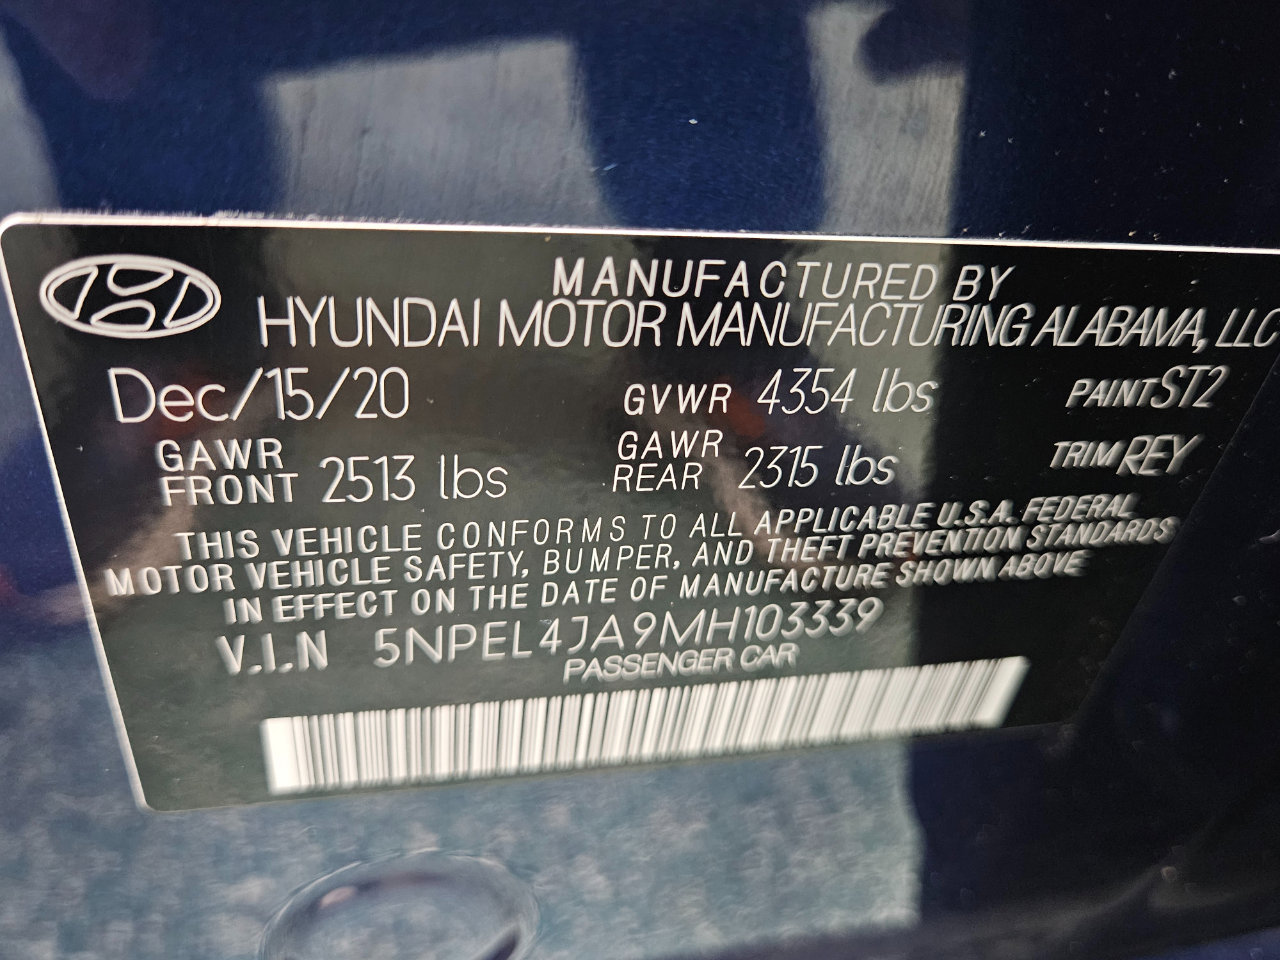 MANUFACTURED BY
HYUNDAI MOTOR MANUFACTURING ALABAMA, LLC
Dec/15/20 GVWR 4354 lbs PAINT ST2
GAWR FRONT 2513 lbs GAWR REAR 2315 lbs TRIM REY
THIS VEHICLE CONFORMS TO ALL APPLICABLE U.S.A. FEDERAL
MOTOR VEHICLE SAFETY, BUMPER, AND THEFT PREVENTION STANDARDS
IN EFFECT ON THE DATE OF MANUFACTURE SHOWN ABOVE
V.I.N 5NPEL4JA9MH103339
PASSENGER CAR